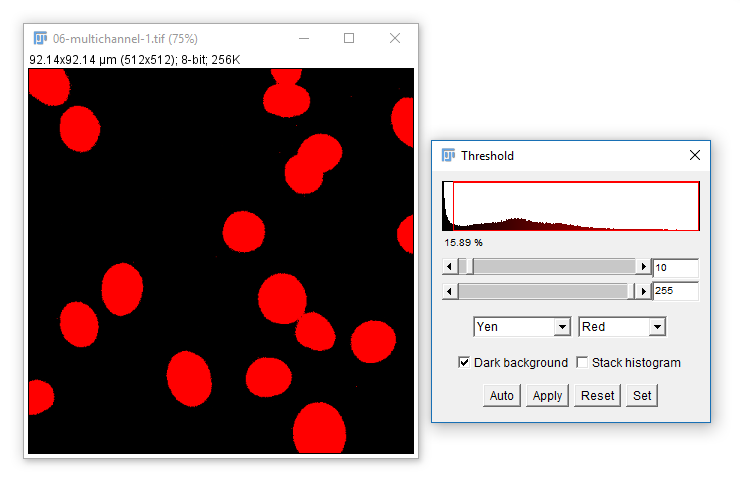 06-multichannel-1.tif (75%)
92.14x92.14 µm (512x512); 8-bit; 256K
Threshold
15.89 %
10
255
Yen Red
Dark background Stack histogram
Auto Apply Reset Set